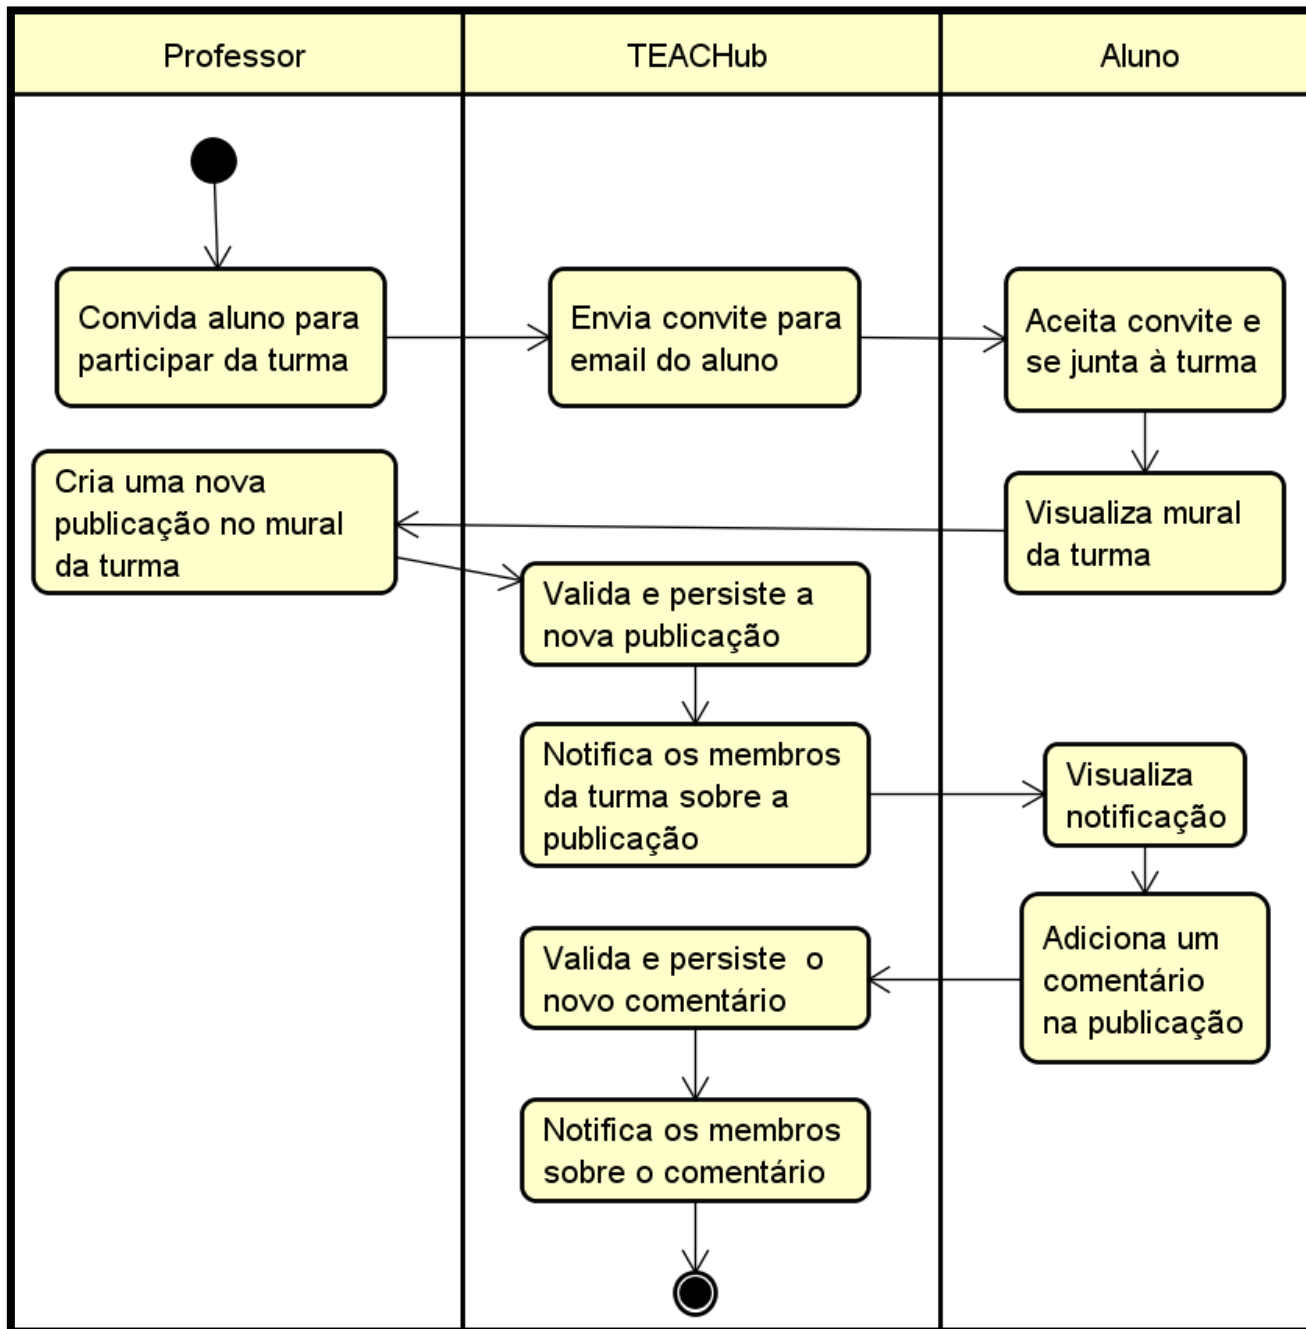 Professor
TEACHub
Aluno
Convida aluno para
participar da turma
Envia convite para
email do aluno
Aceita convite e
se junta à turma
Visualiza mural
da turma
Cria uma nova
publicação no mural
da turma
Valida e persiste a
nova publicação
Notifica os membros
da turma sobre a
publicação
Visualiza
notificação
Adiciona um
comentário
na publicação
Valida e persiste  o
novo comentário
Notifica os membros
sobre o comentário